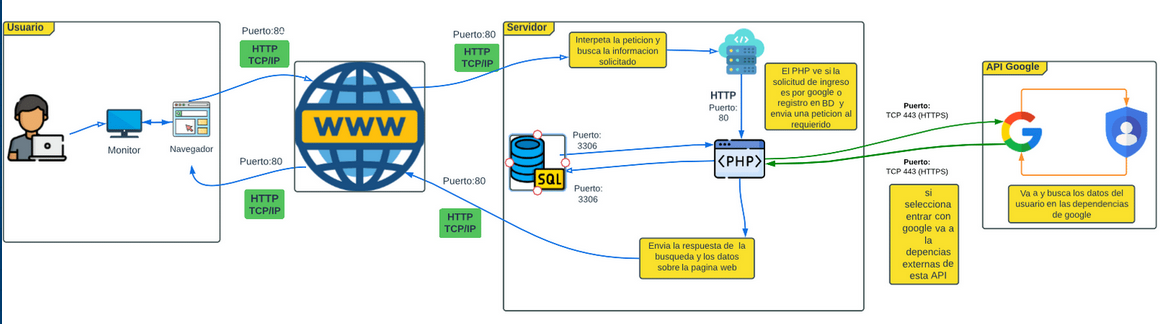 Usuario
Monitor
Navegador
Puerto:80
HTTP
TCP/IP
Puerto:80
HTTP
TCP/IP
WWW
Puerto:80
HTTP
TCP/IP
Puerto:80
HTTP
TCP/IP
Servidor
Interpeta la peticion y
busca la informacion
solicitado
</>
HTTP
Puerto:
80
El PHP ve si la
solicitud de ingreso
es por google o
registro en BD y
envia una peticion al
requierido
SQL
Puerto:
3306
Puerto:
3306
<PHP>
Envia la respuesta de la
busqueda y los datos
sobre la pagina web
Puerto:
TCP 443 (HTTPS)
Puerto:
TCP 443 (HTTPS)
si
selecciona
entrar con
google va a
la
depencias
externas de
esta API
API Google
Va a y busca los datos del
usuario en las dependencias
de google